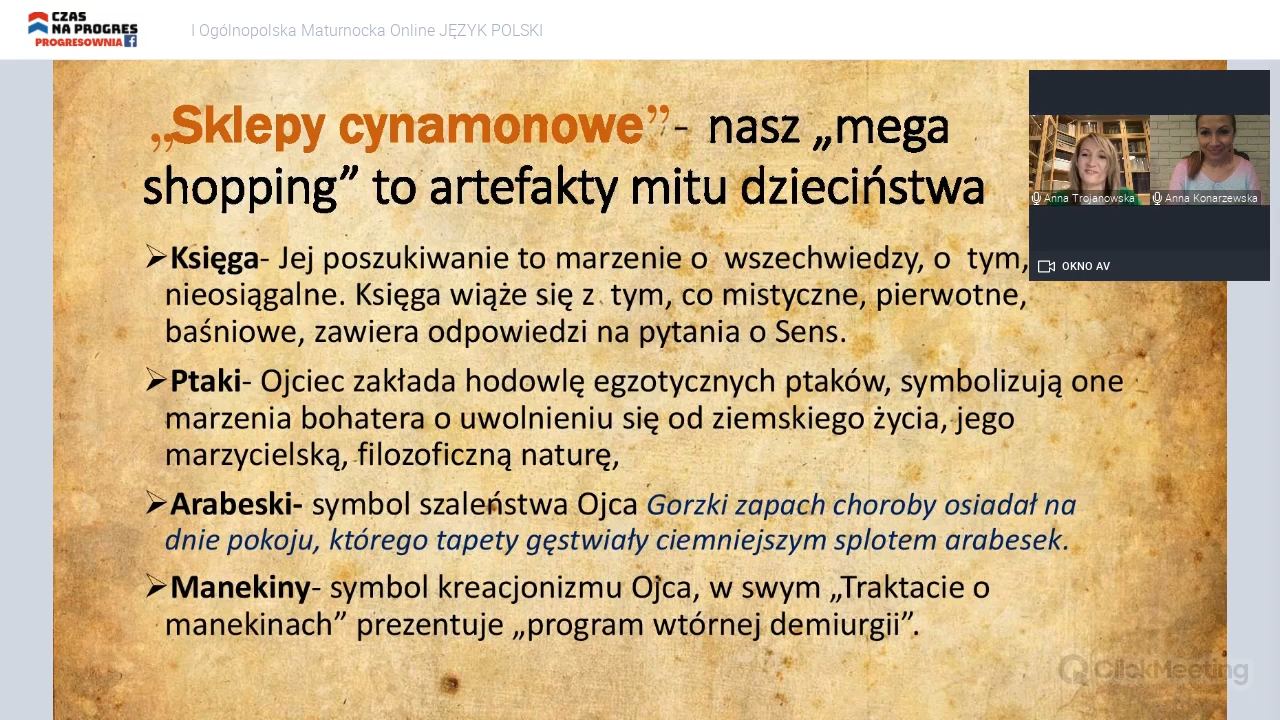 CZAS
NA PROGRES
PROGRESOWNIA f
I Ogólnopolska Maturnocka Online JĘZYK POLSKI
„Sklepy cynamonowe”- nasz „mega
shopping” to artefakty mitu dzieciństwa
Anna Trojanowska
Anna Konarzewska
OKNO AV
Księga- Jej poszukiwanie to marzenie o wszechwiedzy, o tym,
nieosiągalne. Księga wiąże się z tym, co mistyczne, pierwotne,
baśniowe, zawiera odpowiedzi na pytania o Sens.
Ptaki- Ojciec zakłada hodowlę egzotycznych ptaków, symbolizują one
marzenia bohatera o uwolnieniu się od ziemskiego życia, jego
marzycielską, filozoficzną naturę,
Arabeski- symbol szaleństwa Ojca Gorzki zapach choroby osiadał na
dnie pokoju, którego tapety gęstwiały ciemniejszym splotem arabesek.
Manekiny- symbol kreacjonizmu Ojca, w swym „Traktacie o
manekinach” prezentuje „program wtórnej demiurgii”.
ClickMeeting